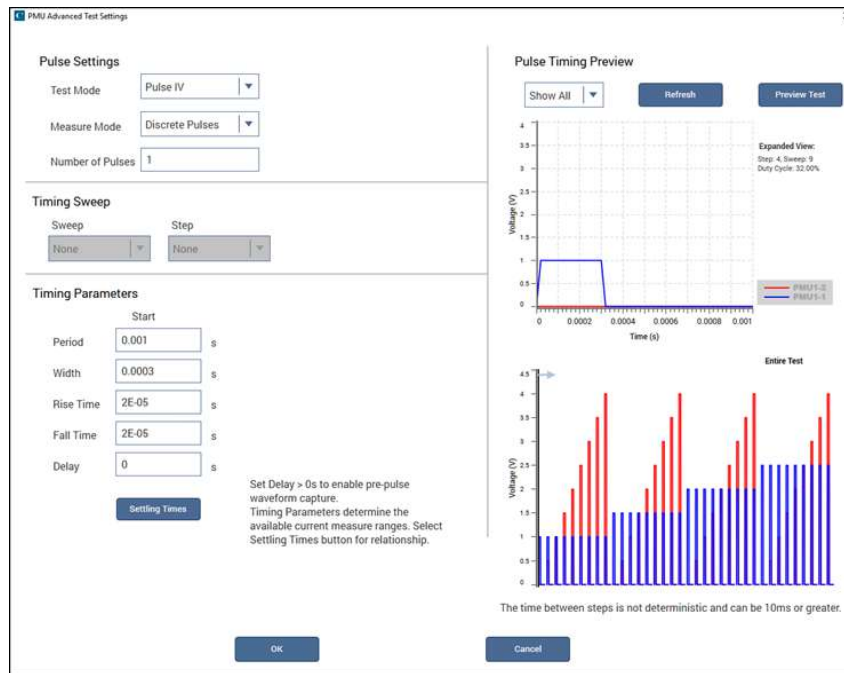 PMU Advanced Test Settings
Pulse Settings
Test Mode
Pulse IV
Measure Mode
Discrete Pulses
Number of Pulses
1
Timing Sweep
Sweep
Step
None
None
Timing Parameters
Start
Period
0.001
s
Width
0.0003
s
Rise Time
2E-05
s
Fall Time
2E-05
s
Delay
0
s
Settling Times
Set Delay > 0s to enable pre-pulse
waveform capture.
Timing Parameters determine the
available current measure ranges. Select
Settling Times button for relationship.
Pulse Timing Preview
Show All
Refresh
Preview Test
4
3.5
3
2.5
2
1.5
1
0.5
0
Voltage (V)
0
0.0002
0.0004
0.0006
0.0008
0.001
Time (s)
Expanded View:
Step: 4, Sweep: 9
Duty Cycle: 32.00%
PMU1-2
PMU1-1
Entire Test
4.5
4
3.5
3
2.5
2
1.5
1
0.5
0
Voltage (V)
The time between steps is not deterministic and can be 10ms or greater.
OK
Cancel